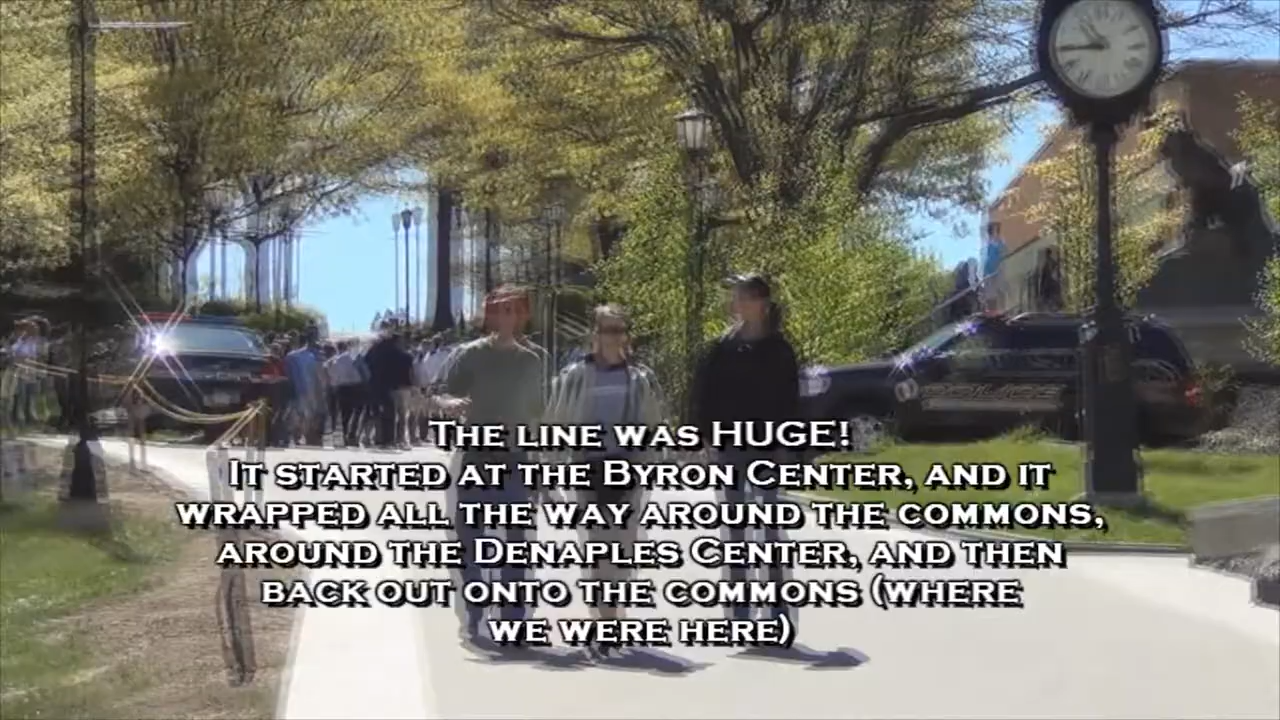 THE LINE WAS HUGE!
IT STARTED AT THE BYRON CENTER, AND IT
WRAPPED ALL THE WAY AROUND THE COMMONS,
AROUND THE DENAPLES CENTER, AND THEN
BACK OUT ONTO THE COMMONS (WHERE
WE WERE HERE)
POLICE